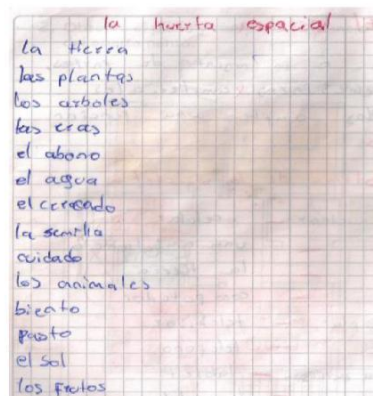 la huerta espacial
la tierra
las plantas
los arboles
las eras
el abono
el agua
el cercado
la semilla
cuidado
los animales
biento
pasto
el sol
los frutos